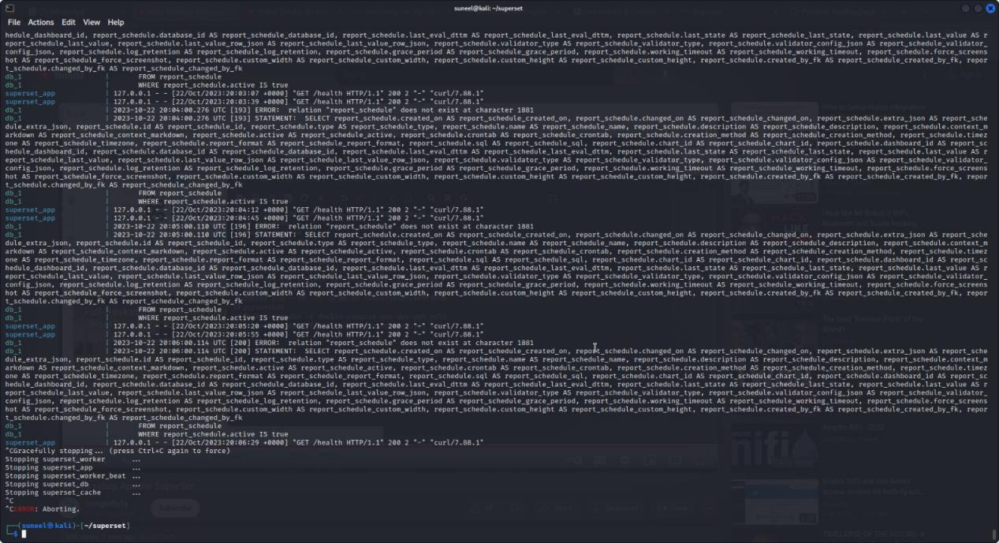 suneel@kali: ~/superset
File Actions Edit View Help
hedule_dashboard_id, report_schedule.database_id AS report_schedule_database_id, report_schedule.last_eval_dttm AS report_schedule_last_eval_dttm, report_schedule.last_state AS report_schedule_last_state, report_schedule.last_value AS r
eport_schedule_last_value, report_schedule.last_value_row_json AS report_schedule_last_value_row_json, report_schedule.validator_type AS report_schedule_validator_type, report_schedule.validator_config_json AS report_schedule_validator_
config_json, report_schedule.log_retention AS report_schedule_log_retention, report_schedule.grace_period AS report_schedule_grace_period, report_schedule.working_timeout AS report_schedule_working_timeout, report_schedule.force_screens
hot AS report_schedule_force_screenshot, report_schedule.custom_width AS report_schedule_custom_width, report_schedule.custom_height AS report_schedule_custom_height, report_schedule.created_by_fk AS report_schedule_created_by_fk, repor
t_schedule.changed_by_fk AS report_schedule_changed_by_fk
db_1 | FROM report_schedule
db_1 | WHERE report_schedule.active IS true
superset_app | 127.0.0.1 - - [22/Oct/2023:20:03:07 +0000] "GET /health HTTP/1.1" 200 2 "-" "curl/7.88.1"
superset_app | 127.0.0.1 - - [22/Oct/2023:20:03:39 +0000] "GET /health HTTP/1.1" 200 2 "-" "curl/7.88.1"
db_1 | 2023-10-22 20:04:00.276 UTC [193] ERROR: relation "report_schedule" does not exist at character 1881
db_1 | 2023-10-22 20:04:00.276 UTC [193] STATEMENT: SELECT report_schedule.created_on AS report_schedule_created_on, report_schedule.changed_on AS report_schedule_changed_on, report_schedule.extra_json AS report_sche
dule_extra_json, report_schedule.id AS report_schedule_id, report_schedule.type AS report_schedule_type, report_schedule.name AS report_schedule_name, report_schedule.description AS report_schedule_description, report_schedule.context_m
arkdown AS report_schedule_context_markdown, report_schedule.active AS report_schedule_active, report_schedule.crontab AS report_schedule_crontab, report_schedule.creation_method AS report_schedule_creation_method, report_schedule.timez
one AS report_schedule_timezone, report_schedule.report_format AS report_schedule_report_format, report_schedule.sql AS report_schedule_sql, report_schedule.chart_id AS report_schedule_chart_id, report_schedule.dashboard_id AS report_sc
hedule_dashboard_id, report_schedule.database_id AS report_schedule_database_id, report_schedule.last_eval_dttm AS report_schedule_last_eval_dttm, report_schedule.last_state AS report_schedule_last_state, report_schedule.last_value AS r
eport_schedule_last_value, report_schedule.last_value_row_json AS report_schedule_last_value_row_json, report_schedule.validator_type AS report_schedule_validator_type, report_schedule.validator_config_json AS report_schedule_validator_
config_json, report_schedule.log_retention AS report_schedule_log_retention, report_schedule.grace_period AS report_schedule_grace_period, report_schedule.working_timeout AS report_schedule_working_timeout, report_schedule.force_screens
hot AS report_schedule_force_screenshot, report_schedule.custom_width AS report_schedule_custom_width, report_schedule.custom_height AS report_schedule_custom_height, report_schedule.created_by_fk AS report_schedule_created_by_fk, repor
t_schedule.changed_by_fk AS report_schedule_changed_by_fk
db_1 | FROM report_schedule
db_1 | WHERE report_schedule.active IS true
superset_app | 127.0.0.1 - - [22/Oct/2023:20:04:12 +0000] "GET /health HTTP/1.1" 200 2 "-" "curl/7.88.1"
superset_app | 127.0.0.1 - - [22/Oct/2023:20:04:45 +0000] "GET /health HTTP/1.1" 200 2 "-" "curl/7.88.1"
db_1 | 2023-10-22 20:05:00.110 UTC [196] ERROR: relation "report_schedule" does not exist at character 1881
db_1 | 2023-10-22 20:05:00.110 UTC [196] STATEMENT: SELECT report_schedule.created_on AS report_schedule_created_on, report_schedule.changed_on AS report_schedule_changed_on, report_schedule.extra_json AS report_sche
dule_extra_json, report_schedule.id AS report_schedule_id, report_schedule.type AS report_schedule_type, report_schedule.name AS report_schedule_name, report_schedule.description AS report_schedule_description, report_schedule.context_m
arkdown AS report_schedule_context_markdown, report_schedule.active AS report_schedule_active, report_schedule.crontab AS report_schedule_crontab, report_schedule.creation_method AS report_schedule_creation_method, report_schedule.timez
one AS report_schedule_timezone, report_schedule.report_format AS report_schedule_report_format, report_schedule.sql AS report_schedule_sql, report_schedule.chart_id AS report_schedule_chart_id, report_schedule.dashboard_id AS report_sc
hedule_dashboard_id, report_schedule.database_id AS report_schedule_database_id, report_schedule.last_eval_dttm AS report_schedule_last_eval_dttm, report_schedule.last_state AS report_schedule_last_state, report_schedule.last_value AS r
eport_schedule_last_value, report_schedule.last_value_row_json AS report_schedule_last_value_row_json, report_schedule.validator_type AS report_schedule_validator_type, report_schedule.validator_config_json AS report_schedule_validator_
config_json, report_schedule.log_retention AS report_schedule_log_retention, report_schedule.grace_period AS report_schedule_grace_period, report_schedule.working_timeout AS report_schedule_working_timeout, report_schedule.force_screens
hot AS report_schedule_force_screenshot, report_schedule.custom_width AS report_schedule_custom_width, report_schedule.custom_height AS report_schedule_custom_height, report_schedule.created_by_fk AS report_schedule_created_by_fk, repor
t_schedule.changed_by_fk AS report_schedule_changed_by_fk
db_1 | FROM report_schedule
db_1 | WHERE report_schedule.active IS true
superset_app | 127.0.0.1 - - [22/Oct/2023:20:05:20 +0000] "GET /health HTTP/1.1" 200 2 "-" "curl/7.88.1"
superset_app | 127.0.0.1 - - [22/Oct/2023:20:05:55 +0000] "GET /health HTTP/1.1" 200 2 "-" "curl/7.88.1"
db_1 | 2023-10-22 20:06:00.114 UTC [200] ERROR: relation "report_schedule" does not exist at character 1881
db_1 | 2023-10-22 20:06:00.114 UTC [200] STATEMENT: SELECT report_schedule.created_on AS report_schedule_created_on, report_schedule.changed_on AS report_schedule_changed_on, report_schedule.extra_json AS report_sche
dule_extra_json, report_schedule.id AS report_schedule_id, report_schedule.type AS report_schedule_type, report_schedule.name AS report_schedule_name, report_schedule.description AS report_schedule_description, report_schedule.context_m
arkdown AS report_schedule_context_markdown, report_schedule.active AS report_schedule_active, report_schedule.crontab AS report_schedule_crontab, report_schedule.creation_method AS report_schedule_creation_method, report_schedule.timez
one AS report_schedule_timezone, report_schedule.report_format AS report_schedule_report_format, report_schedule.sql AS report_schedule_sql, report_schedule.chart_id AS report_schedule_chart_id, report_schedule.dashboard_id AS report_sc
hedule_dashboard_id, report_schedule.database_id AS report_schedule_database_id, report_schedule.last_eval_dttm AS report_schedule_last_eval_dttm, report_schedule.last_state AS report_schedule_last_state, report_schedule.last_value AS r
eport_schedule_last_value, report_schedule.last_value_row_json AS report_schedule_last_value_row_json, report_schedule.validator_type AS report_schedule_validator_type, report_schedule.validator_config_json AS report_schedule_validator_
config_json, report_schedule.log_retention AS report_schedule_log_retention, report_schedule.grace_period AS report_schedule_grace_period, report_schedule.working_timeout AS report_schedule_working_timeout, report_schedule.force_screens
hot AS report_schedule_force_screenshot, report_schedule.custom_width AS report_schedule_custom_width, report_schedule.custom_height AS report_schedule_custom_height, report_schedule.created_by_fk AS report_schedule_created_by_fk, repor
t_schedule.changed_by_fk AS report_schedule_changed_by_fk
db_1 | FROM report_schedule
db_1 | WHERE report_schedule.active IS true
superset_app | 127.0.0.1 - - [22/Oct/2023:20:06:29 +0000] "GET /health HTTP/1.1" 200 2 "-" "curl/7.88.1"
^CGracefully stopping... (press Ctrl+C again to force)
Stopping superset_worker ...
Stopping superset_app ...
Stopping superset_worker_beat ...
Stopping superset_db ...
Stopping superset_cache ...
^C
^CERROR: Aborting.
(suneel㉿kali)-[~/superset]
$